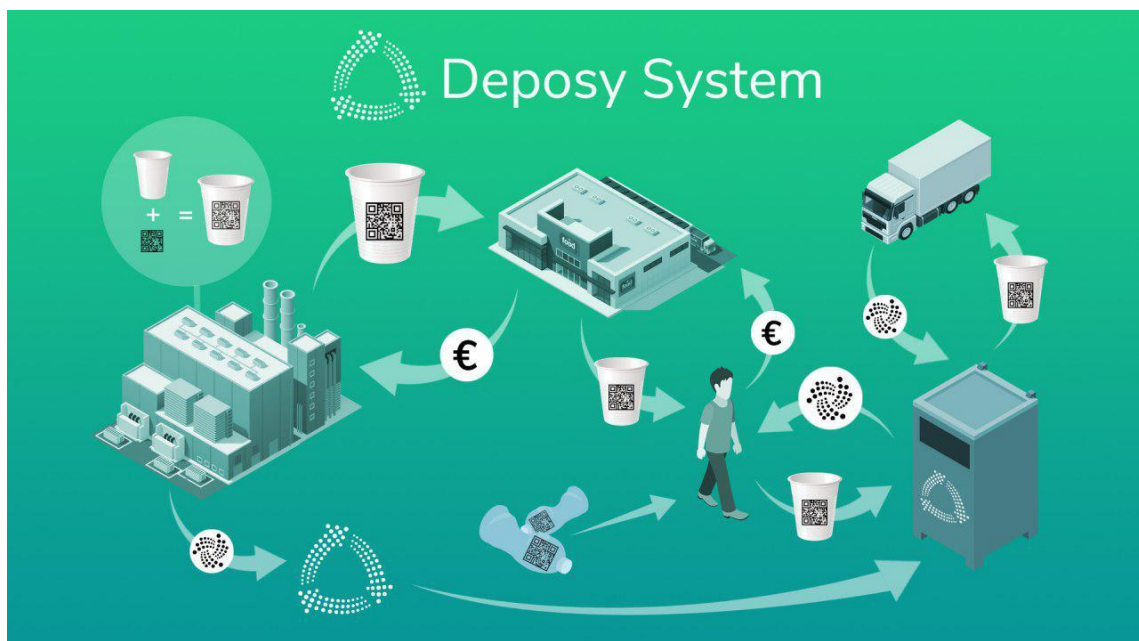 Deposy System
+ =
food
€
€